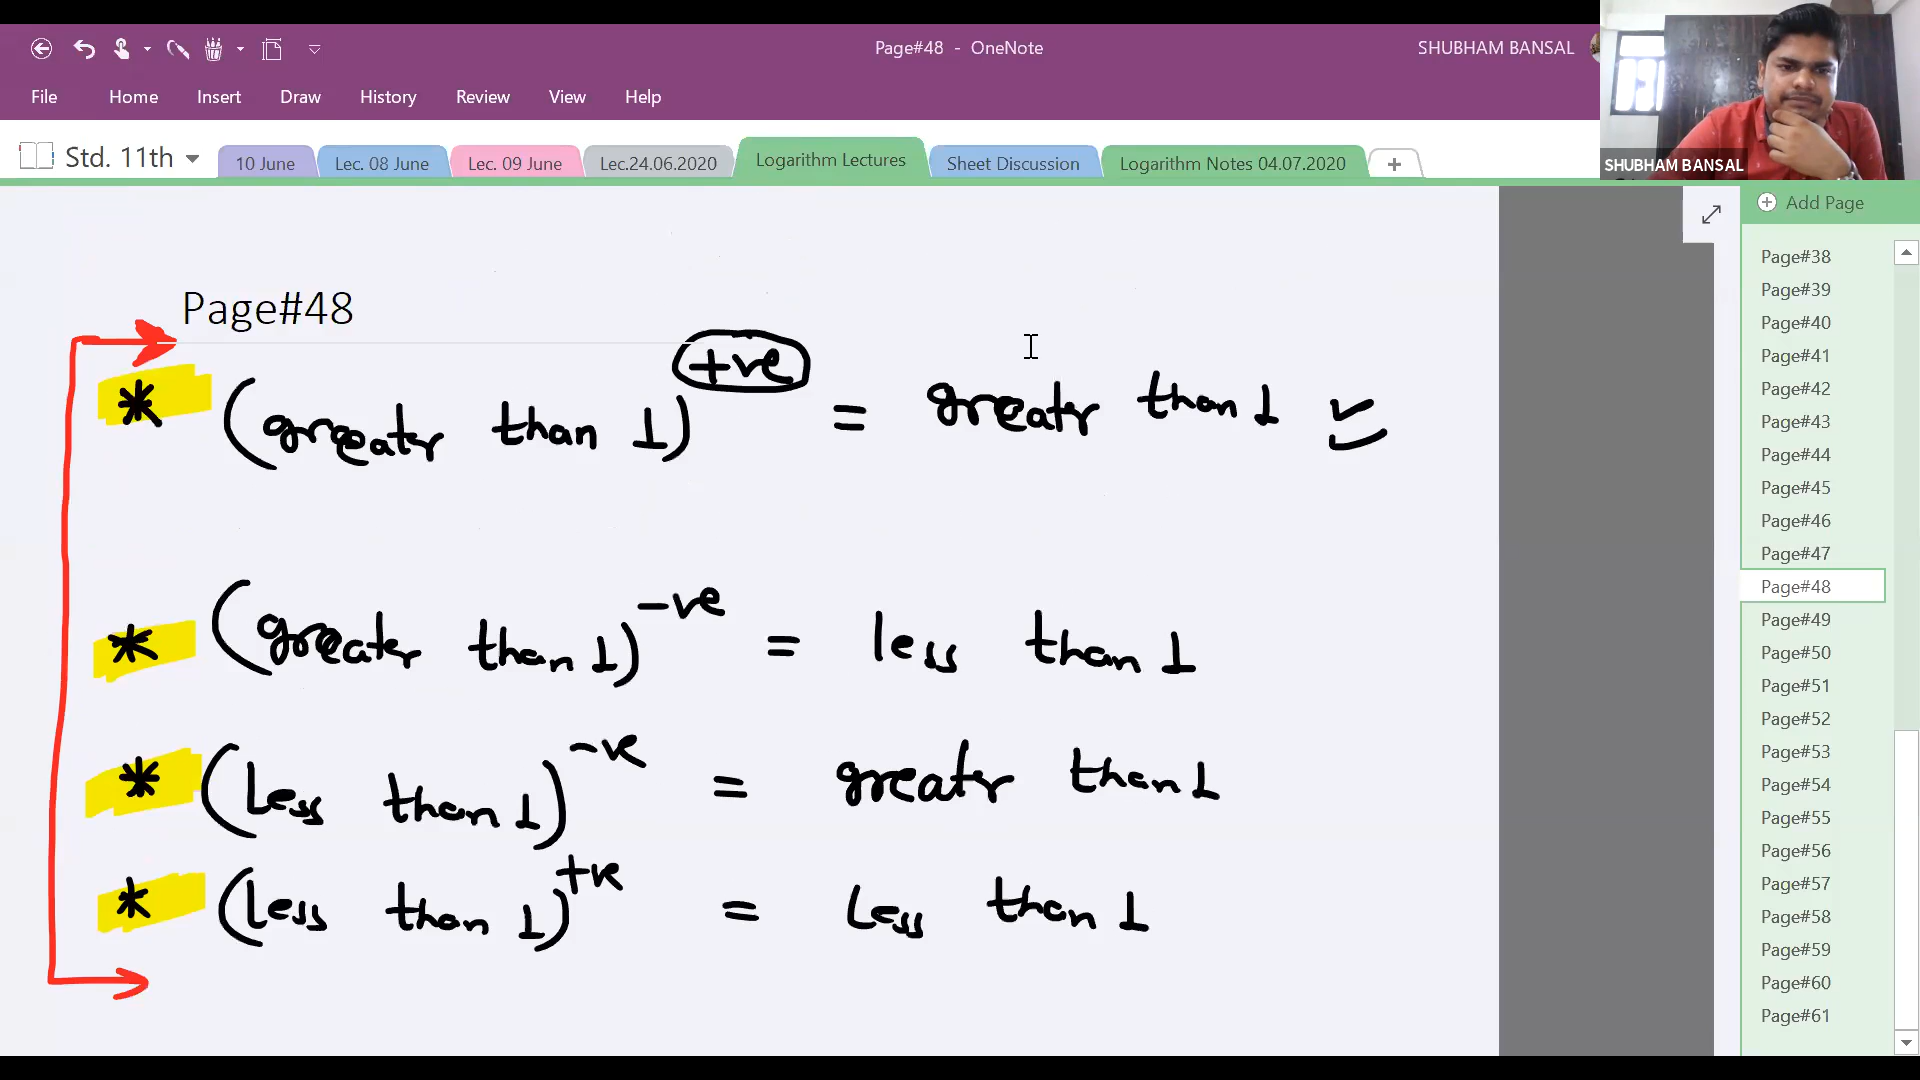 Page#48 - OneNote
SHUBHAM BANSAL
File Home Insert Draw History Review View Help
SHUBHAM BANSAL
Std. 11th
10 June
Lec. 08 June
Lec. 09 June
Lec.24.06.2020
Logarithm Lectures
Sheet Discussion
Logarithm Notes 04.07.2020
+
Add Page
Page#48
* (greater than 1)^+ve = greater than 1 ✓
* (greater than 1)^-ve = less than 1
* (Less than 1)^-ve = greater than 1
* (Less than 1)^+ve = Less than 1
Page#38
Page#39
Page#40
Page#41
Page#42
Page#43
Page#44
Page#45
Page#46
Page#47
Page#48
Page#49
Page#50
Page#51
Page#52
Page#53
Page#54
Page#55
Page#56
Page#57
Page#58
Page#59
Page#60
Page#61